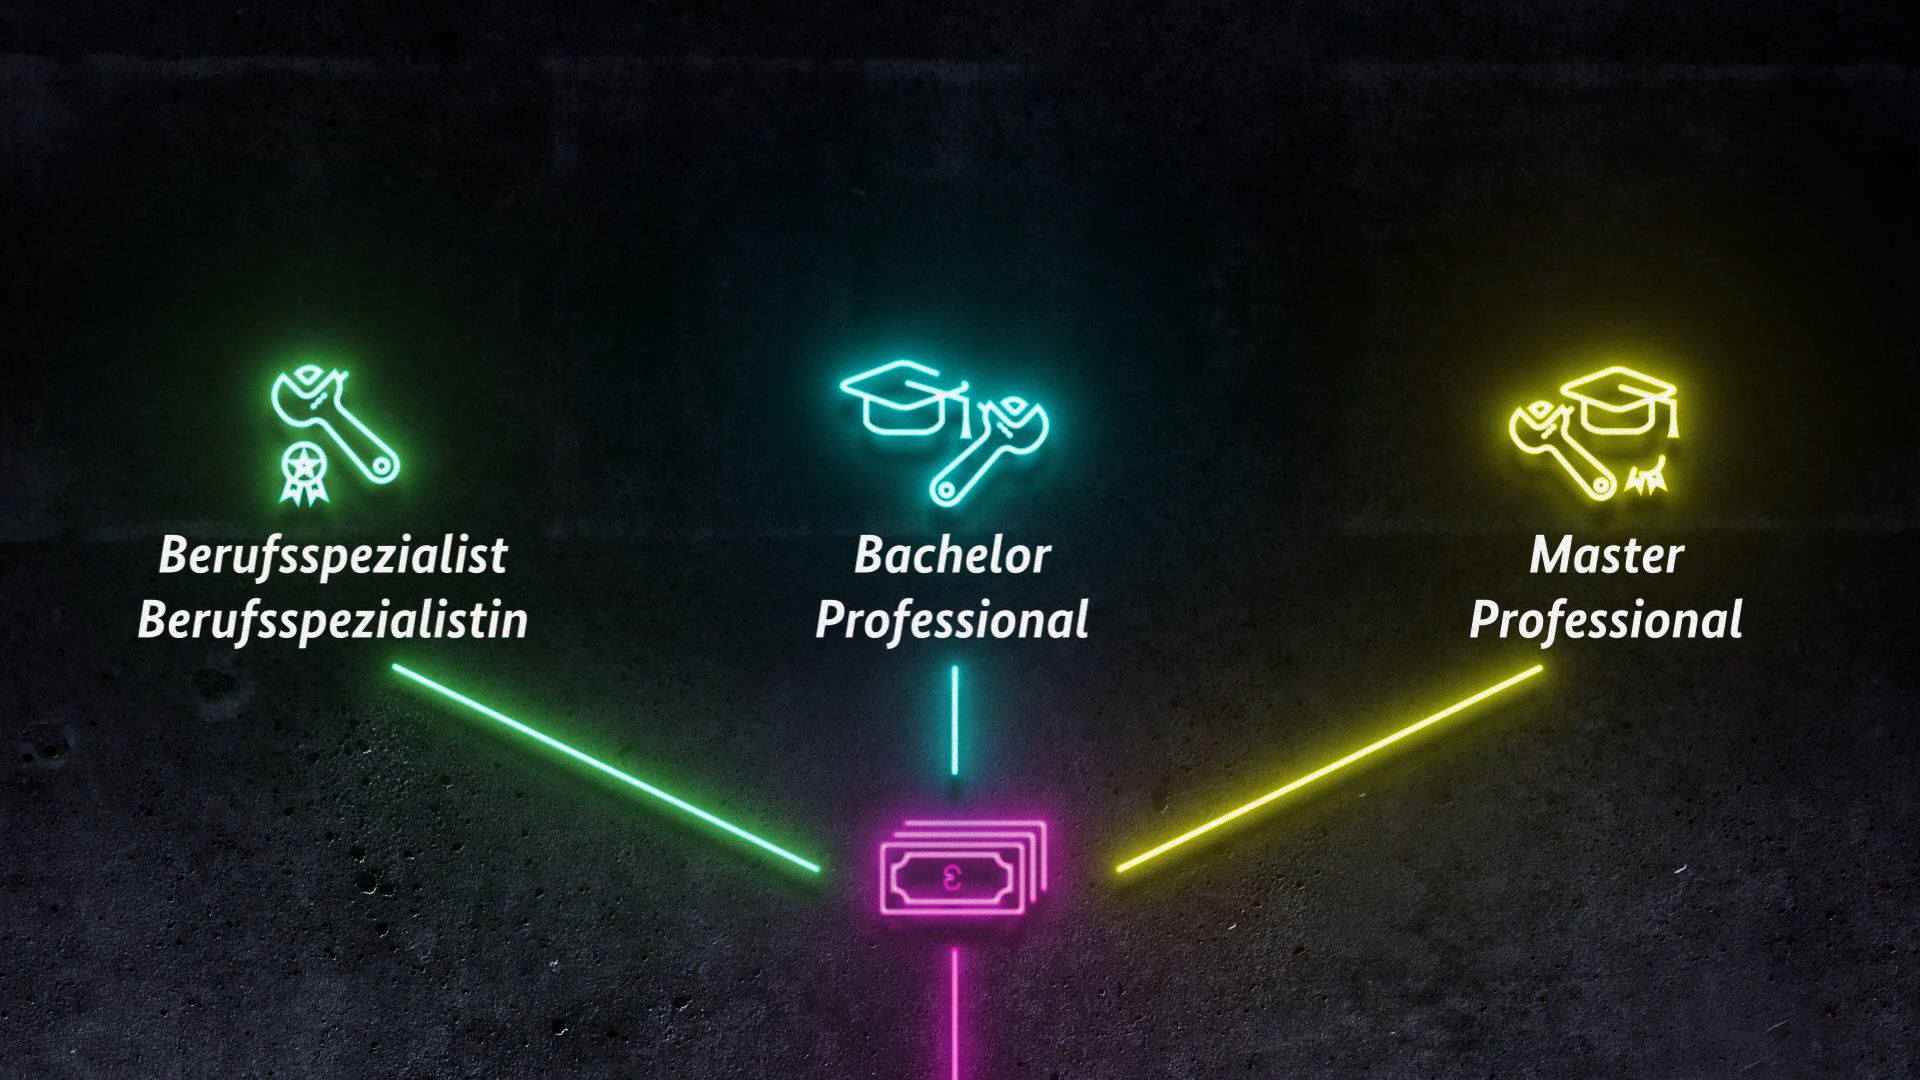 Berufsspezialist
Berufsspezialistin
Bachelor
Professional
Master
Professional